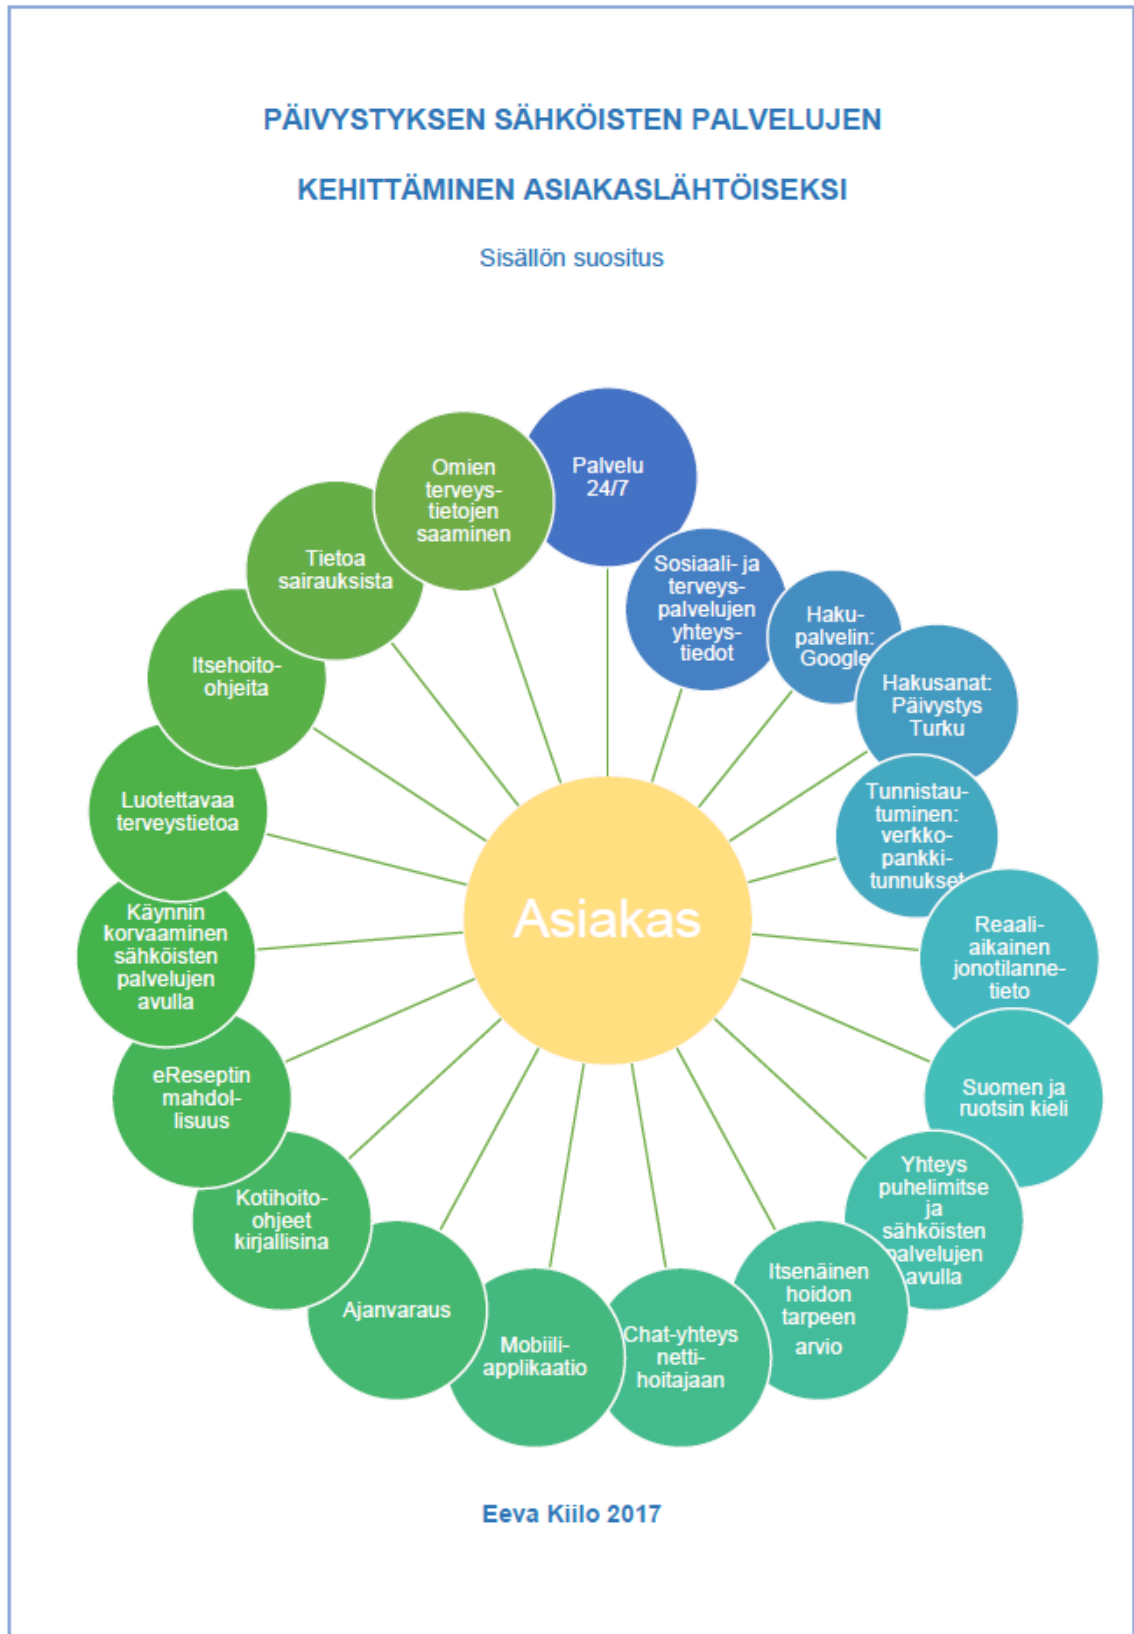 PÄIVYSTYKSEN SÄHKÖISTEN PALVELUJEN
KEHITTÄMINEN ASIAKASLÄHTÖISEKSI
Sisällön suositus
Palvelu
24/7
Sosiaali- ja
terveys-
palvelujen
yhteys-
tiedot
Haku-
palvelin:
Google
Hakusanat:
Päivystys
Turku
Tunnistau-
tuminen:
verkko-
pankki-
tunnukset
Reaali-
aikainen
jonotilanne-
tieto
Suomen ja
ruotsin kieli
Yhteys
puhelimitse
ja
sähköisten
palvelujen
avulla
Itsenäinen
hoidon
tarpeen
arvio
Chat-yhteys
netti-
hoitajaan
Mobiili-
applikaatio
Ajanvaraus
Kotihoito-
ohjeet
kirjallisina
eReseptin
mahdol-
lisuus
Käynnin
korvaaminen
sähköisten
palvelujen
avulla
Luotettavaa
terveystietoa
Itsehoito-
ohjeita
Tietoa
sairauksista
Omien
terveys-
tietojen
saaminen
Asiakas
Eeva Kiilo 2017